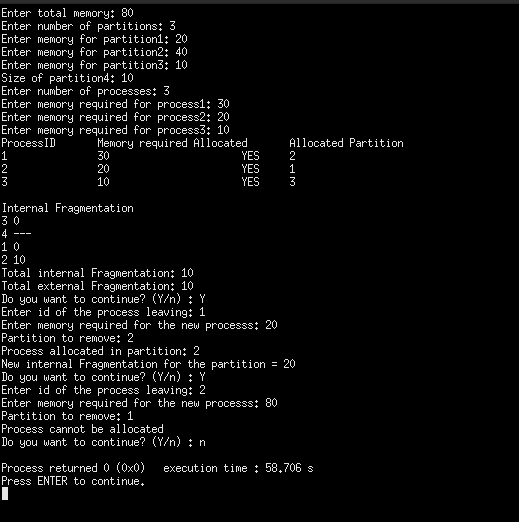 Enter total memory: 80
Enter number of partitions: 3
Enter memory for partition1: 20
Enter memory for partition2: 40
Enter memory for partition3: 10
Size of partition4: 10
Enter number of processes: 3
Enter memory required for process1: 30
Enter memory required for process2: 20
Enter memory required for process3: 10
ProcessID Memory required Allocated Allocated Partition
1 30 YES 2
2 20 YES 1
3 10 YES 3
Internal Fragmentation
3 0
4 ---
1 0
2 10
Total internal Fragmentation: 10
Total external Fragmentation: 10
Do you want to continue? (Y/n) : Y
Enter id of the process leaving: 1
Enter memory required for the new processs: 20
Partition to remove: 2
Process allocated in partition: 2
New internal Fragmentation for the partition = 20
Do you want to continue? (Y/n) : Y
Enter id of the process leaving: 2
Enter memory required for the new processs: 80
Partition to remove: 1
Process cannot be allocated
Do you want to continue? (Y/n) : n
Process returned 0 (0x0) execution time : 58.706 s
Press ENTER to continue.